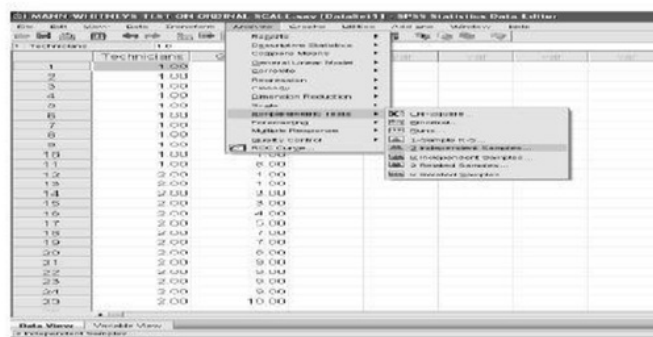 MANN-WHITNEYS TEST ON ORDINAL SCALE.sav [DataSet1] - SPSS Statistics Data Editor
File Edit View Data Transform Analyze Graphs Utilities Add-ons Window Help
1 : Technicians 1.0
Technicians
Reports
Descriptive Statistics
Compare Means
General Linear Model
Correlate
Regression
Classify
Dimension Reduction
Scale
Nonparametric Tests
Forecasting
Multiple Response
Quality Control
ROC Curve...
Chi-Square...
Binomial...
Runs...
1-Sample K-S...
2 Independent Samples...
K Independent Samples...
2 Related Samples...
K Related Samples...
var var var
1 1.00
2 1.00
3 1.00
4 1.00
5 1.00
6 1.00
7 1.00
8 1.00
9 1.00
10 1.00
11 1.00
12 2.00 1.00
13 2.00 1.00
14 2.00
15 2.00 3.00
16 2.00 4.00
17 2.00 5.00
18 2.00 7.00
19 2.00 7.00
20 2.00
21 2.00 9.00
22 2.00 9.00
23 2.00 9.00
24 2.00 9.00
2.00 10.00
Data View Variable View
2 Independent Samples...